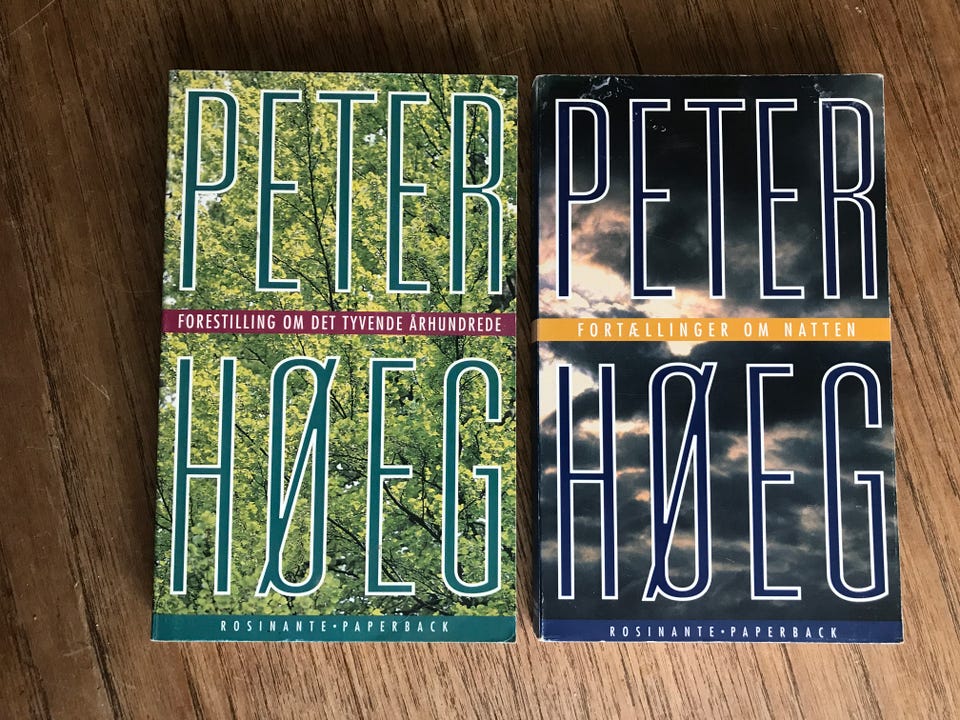 PETER
FORESTILLING OM DET TYVENDE ÅRHUNDREDE
HØEG
ROSINANTE • PAPERBACK
PETER
FORTÆLLINGER OM NATTEN
HØEG
ROSINANTE • PAPERBACK